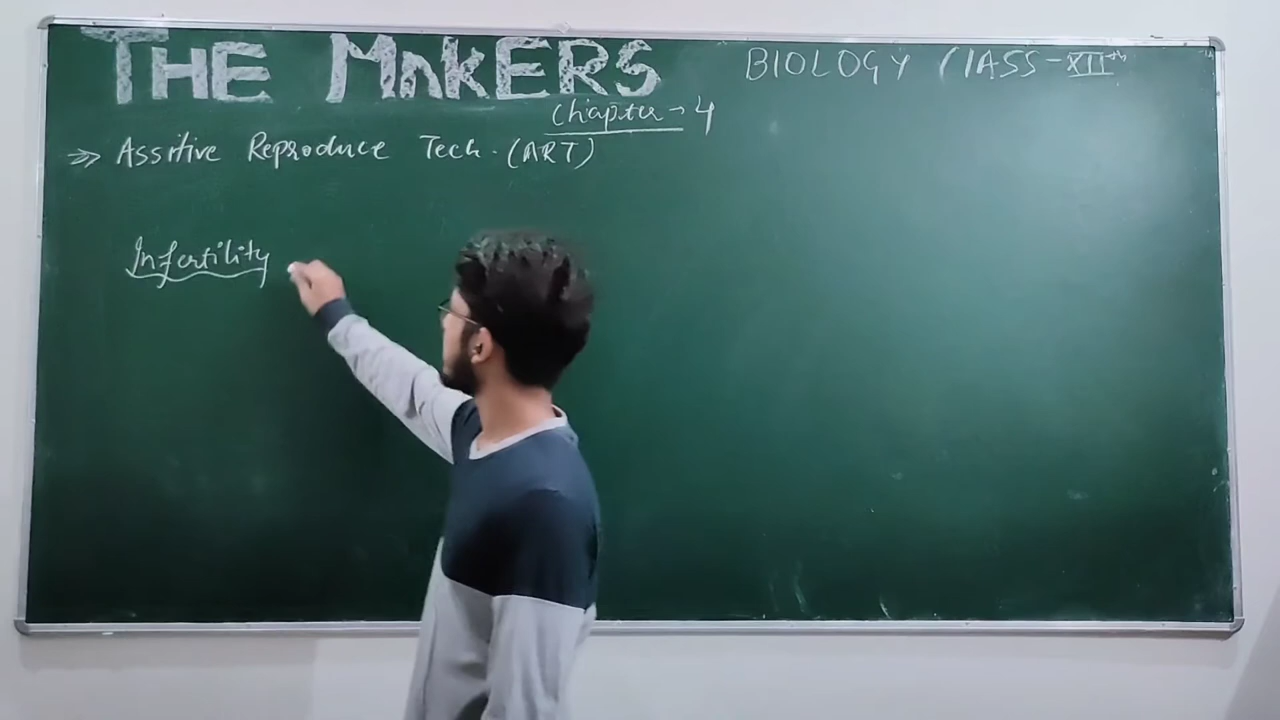 THE MAKERS
BIOLOGY CLASS-XIIth
Chapter → 4
⇒> Assitive Reproduce Tech. (ART)
Infertility